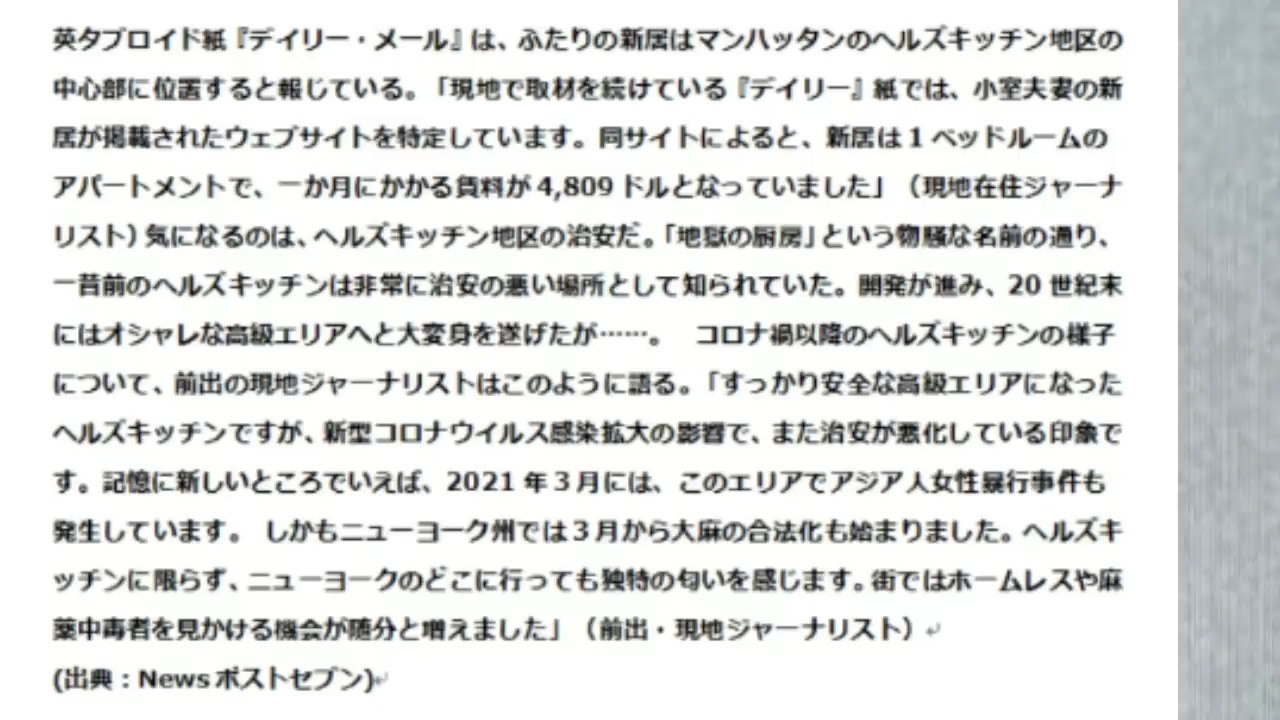 英タブロイド紙『デイリー・メール』は、ふたりの新居はマンハッタンのヘルズキッチン地区の
中心部に位置すると報じている。「現地で取材を続けている『デイリー』紙では、小室夫妻の新
居が掲載されたウェブサイトを特定しています。同サイトによると、新居は1ベッドルームの
アパートメントで、一か月にかかる賃料が4,809ドルとなっていました」（現地在住ジャーナ
リスト）気になるのは、ヘルズキッチン地区の治安だ。「地獄の厨房」という物騒な名前の通り、
一昔前のヘルズキッチンは非常に治安の悪い場所として知られていた。開発が進み、20世紀末
にはオシャレな高級エリアへと大変身を遂げたが……。　コロナ禍以降のヘルズキッチンの様子
について、前出の現地ジャーナリストはこのように語る。「すっかり安全な高級エリアになった
ヘルズキッチンですが、新型コロナウイルス感染拡大の影響で、また治安が悪化している印象で
す。記憶に新しいところでいえば、2021年3月には、このエリアでアジア人女性暴行事件も
発生しています。 しかもニューヨーク州では3月から大麻の合法化も始まりました。ヘルズキ
ッチンに限らず、ニューヨークのどこに行っても独特の匂いを感じます。街ではホームレスや麻
薬中毒者を見かける機会が随分と増えました」（前出・現地ジャーナリスト）
(出典：Newsポストセブン)